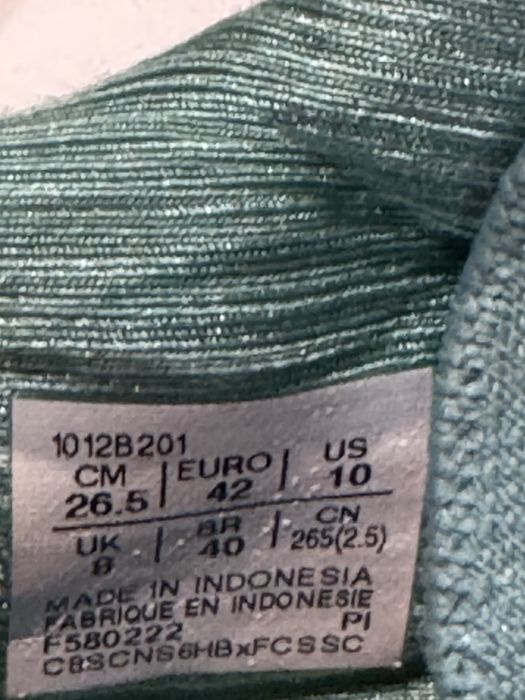 1012B201
CM | EURO | US
26.5 42 10
UK | BR | CN
8 40 265(2.5)
MADE IN INDONESIA
FABRIQUE EN INDONESIE
F580222 PI
C8SCNS6HBxFCSSC